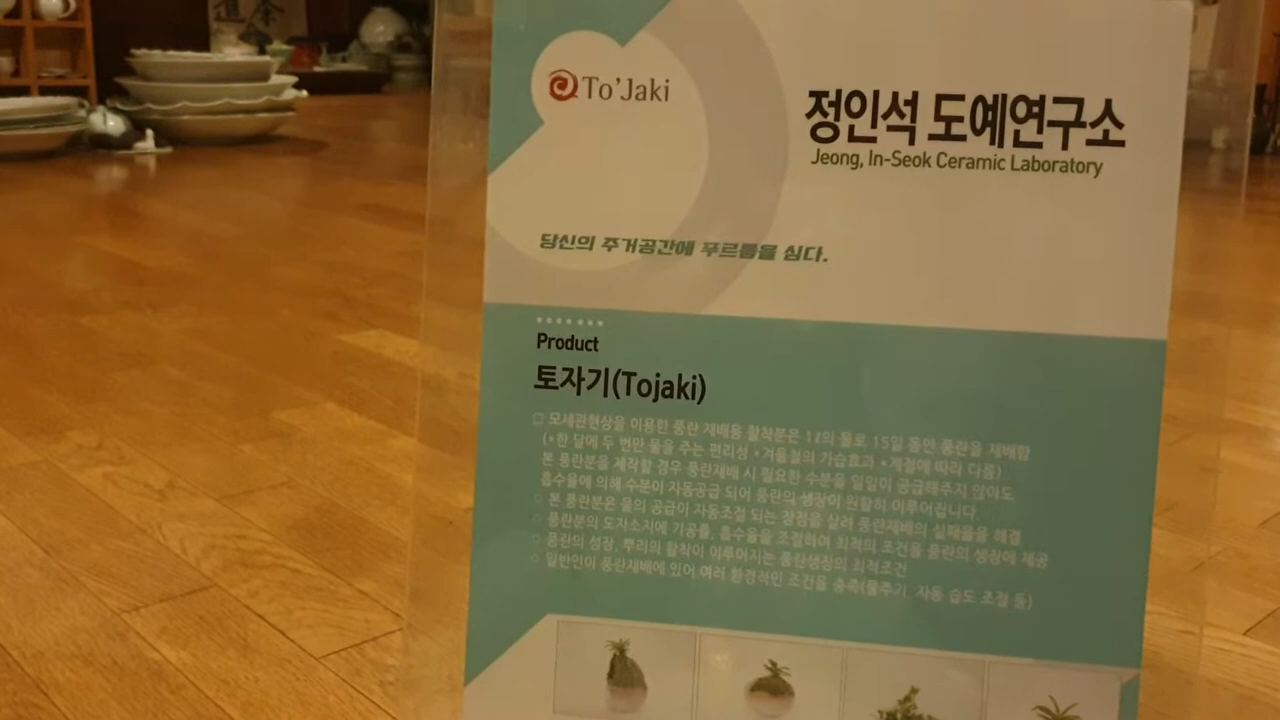 To'Jaki
정인석 도예연구소
Jeong, In-Seok Ceramic Laboratory
당신의 주거공간에 푸르름을 심다.
Product
토자기(Tojaki)
□ 모세관현상을 이용한 풍란 재배용 활착분은 1ℓ의 물로 15일 동안 풍란을 재배함
(*한 달에 두 번만 물을 주는 편리성 *겨울철의 가습효과 *계절에 따라 다름)
본 풍란분을 제작할 경우 풍란재배 시 필요한 수분을 일일이 공급해주지 않아도
흡수율에 의해 수분이 자동공급 되어 풍란의 생장이 원활히 이루어집니다.
○ 본 풍란분은 물의 공급이 자동조절 되는 장점을 살려 풍란재배의 실패율을 해결
○ 풍란분의 도자소지에 기공률, 흡수율을 조절하여 최적의 조건을 풍란의 생장에 제공
○ 풍란의 성장, 뿌리의 활착이 이루어지는 풍란생장의 최적조건
○ 일반인이 풍란재배에 있어 여러 환경적인 조건을 충족(물주기, 자동 습도 조절 등)